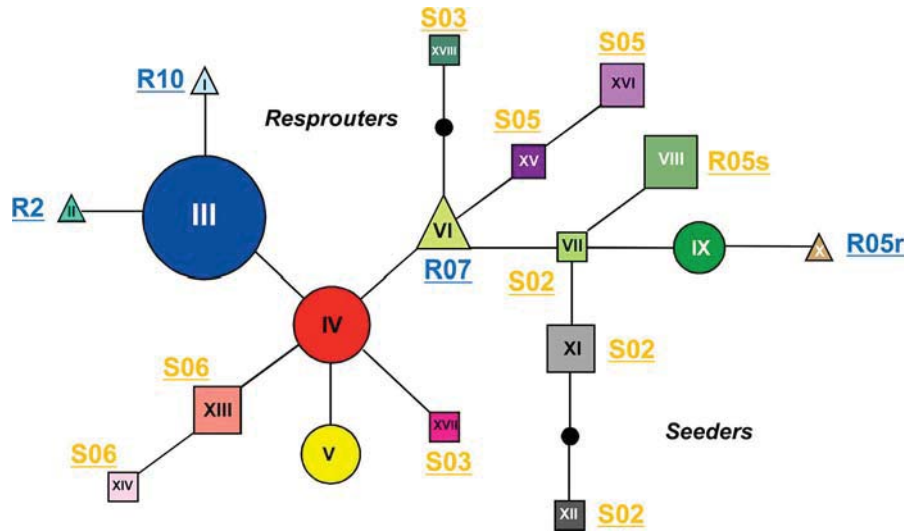 S03
XVIII
S05
XVI
R10
I
Resprouters
S05
XV
VIII
R05s
R2
II
III
VI
R07
VII
S02
IX
X
R05r
IV
XI
S02
S06
XIII
S06
XIV
V
XVII
S03
Seeders
XII
S02